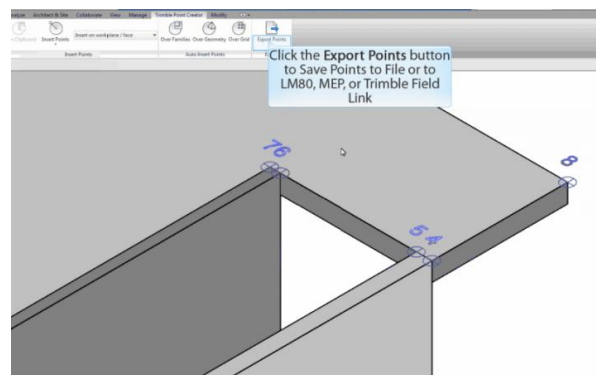 Architect & Site Collaborate View Manage Trimble Point Creator Modify
Insert Points Insert on workplane / face Over Families Over Geometry Over Grid Export Points
Insert Points Auto Insert Points
Click the Export Points button
to Save Points to File or to
LM80, MEP, or Trimble Field
Link
76
8
5 4